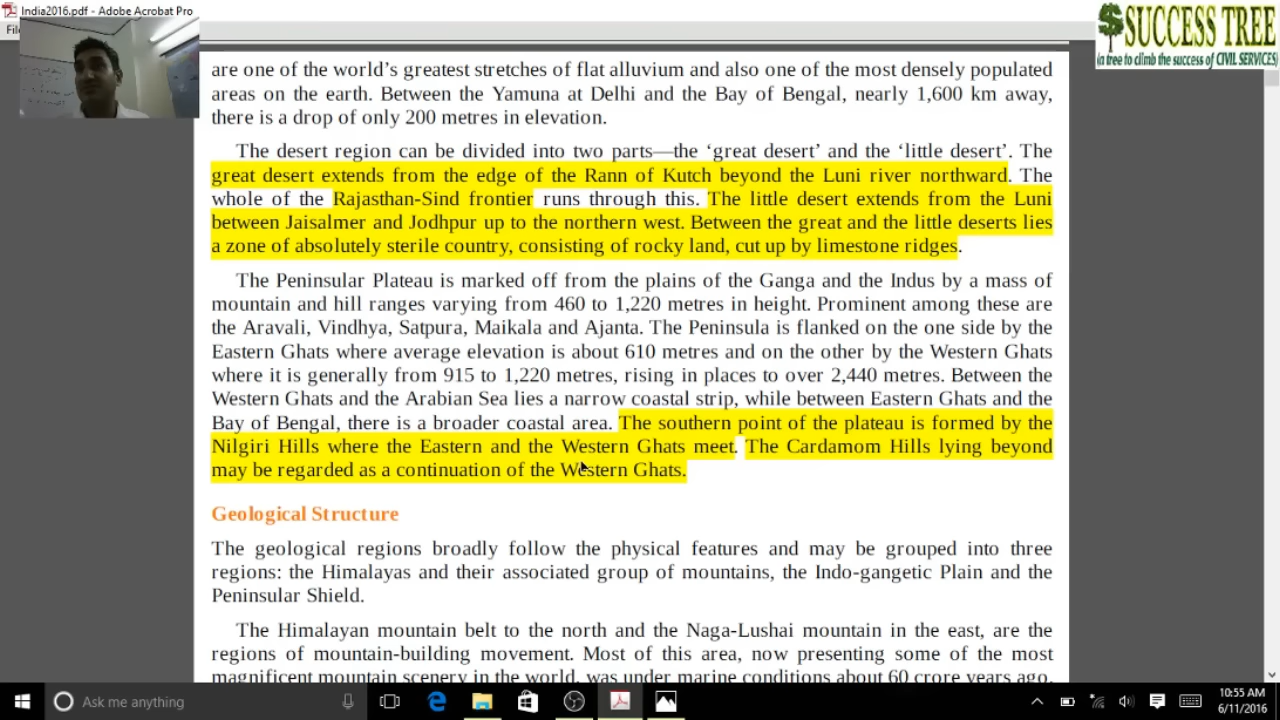 India2016.pdf - Adobe Acrobat Pro
SUCCESS TREE
(a tree to climb the success of CIVIL SERVICES)
are one of the world's greatest stretches of flat alluvium and also one of the most densely populated
areas on the earth. Between the Yamuna at Delhi and the Bay of Bengal, nearly 1,600 km away,
there is a drop of only 200 metres in elevation.
The desert region can be divided into two parts—the ‘great desert’ and the ‘little desert’. The
great desert extends from the edge of the Rann of Kutch beyond the Luni river northward. The
whole of the Rajasthan-Sind frontier runs through this. The little desert extends from the Luni
between Jaisalmer and Jodhpur up to the northern west. Between the great and the little deserts lies
a zone of absolutely sterile country, consisting of rocky land, cut up by limestone ridges.
The Peninsular Plateau is marked off from the plains of the Ganga and the Indus by a mass of
mountain and hill ranges varying from 460 to 1,220 metres in height. Prominent among these are
the Aravali, Vindhya, Satpura, Maikala and Ajanta. The Peninsula is flanked on the one side by the
Eastern Ghats where average elevation is about 610 metres and on the other by the Western Ghats
where it is generally from 915 to 1,220 metres, rising in places to over 2,440 metres. Between the
Western Ghats and the Arabian Sea lies a narrow coastal strip, while between Eastern Ghats and the
Bay of Bengal, there is a broader coastal area. The southern point of the plateau is formed by the
Nilgiri Hills where the Eastern and the Western Ghats meet. The Cardamom Hills lying beyond
may be regarded as a continuation of the Western Ghats.
Geological Structure
The geological regions broadly follow the physical features and may be grouped into three
regions: the Himalayas and their associated group of mountains, the Indo-gangetic Plain and the
Peninsular Shield.
The Himalayan mountain belt to the north and the Naga-Lushai mountain in the east, are the
regions of mountain-building movement. Most of this area, now presenting some of the most
magnificent mountain scenery in the world, was under marine conditions about 60 crore years ago.
Ask me anything
10:55 AM
6/11/2016